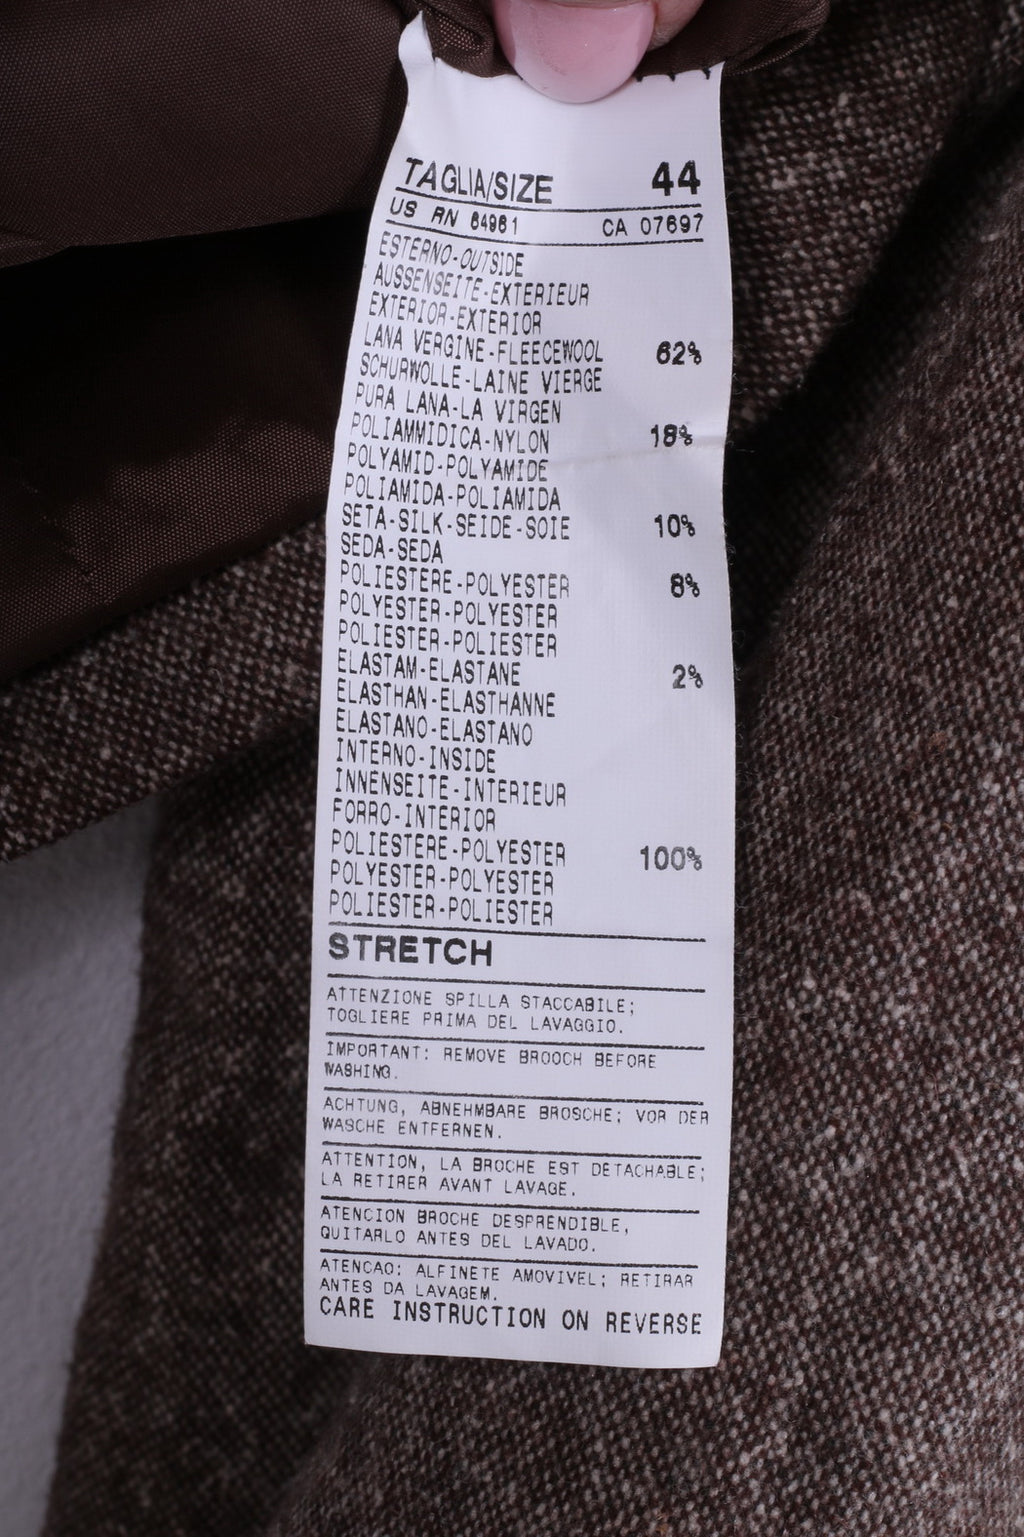 TAGLIA/SIZE 44
US RN 64961 CA 07697
ESTERNO-OUTSIDE
AUSSENSEITE-EXTERIEUR
EXTERIOR-EXTERIOR
LANA VERGINE-FLEECEWOOL 62%
SCHURWOLLE-LAINE VIERGE
PURA LANA-LA VIRGEN
POLIAMMIDICA-NYLON 18%
POLYAMID-POLYAMIDE
POLIAMIDA-POLIAMIDA
SETA-SILK-SEIDE-SOIE 10%
SEDA-SEDA
POLIESTERE-POLYESTER 8%
POLYESTER-POLYESTER
POLIESTER-POLIESTER
ELASTAM-ELASTANE 2%
ELASTHAN-ELASTHANNE
ELASTANO-ELASTANO
INTERNO-INSIDE
INNENSEITE-INTERIEUR
FORRO-INTERIOR
POLIESTERE-POLYESTER 100%
POLYESTER-POLYESTER
POLIESTER-POLIESTER
STRETCH
ATTENZIONE SPILLA STACCABILE;
TOGLIERE PRIMA DEL LAVAGGIO.
IMPORTANT: REMOVE BROOCH BEFORE
WASHING.
ACHTUNG, ABNEHMBARE BROSCHE; VOR DER
WASCHE ENTFERNEN.
ATTENTION, LA BROCHE EST DETACHABLE;
LA RETIRER AVANT LAVAGE.
ATENCION BROCHE DESPRENDIBLE,
QUITARLO ANTES DEL LAVADO.
ATENCAO: ALFINETE AMOVIVEL; RETIRAR
ANTES DA LAVAGEM.
CARE INSTRUCTION ON REVERSE